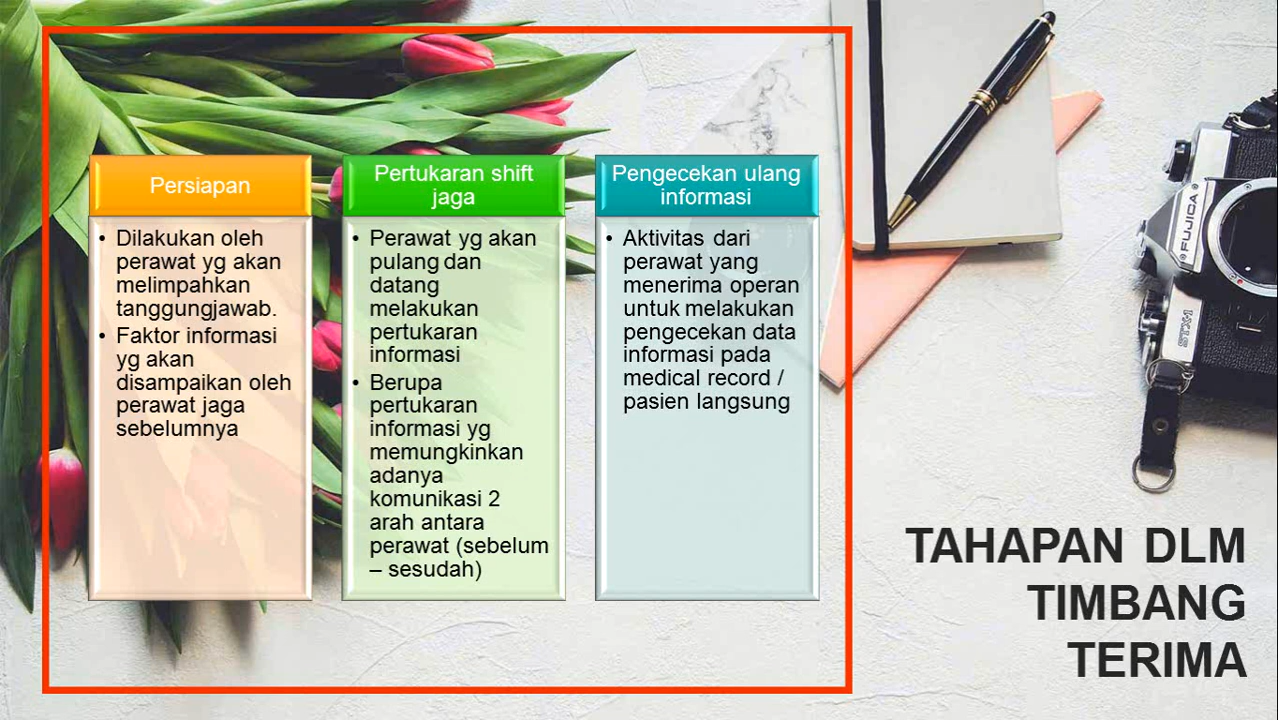 Persiapan
• Dilakukan oleh
perawat yg akan
melimpahkan
tanggungjawab.
• Faktor informasi
yg akan
disampaikan oleh
perawat jaga
sebelumnya
Pertukaran shift
jaga
• Perawat yg akan
pulang dan
datang
melakukan
pertukaran
informasi
• Berupa
pertukaran
informasi yg
memungkinkan
adanya
komunikasi 2
arah antara
perawat (sebelum
– sesudah)
Pengecekan ulang
informasi
• Aktivitas dari
perawat yang
menerima operan
untuk melakukan
pengecekan data
informasi pada
medical record /
pasien langsung
FUJICA
STX-1
TAHAPAN DLM
TIMBANG
TERIMA